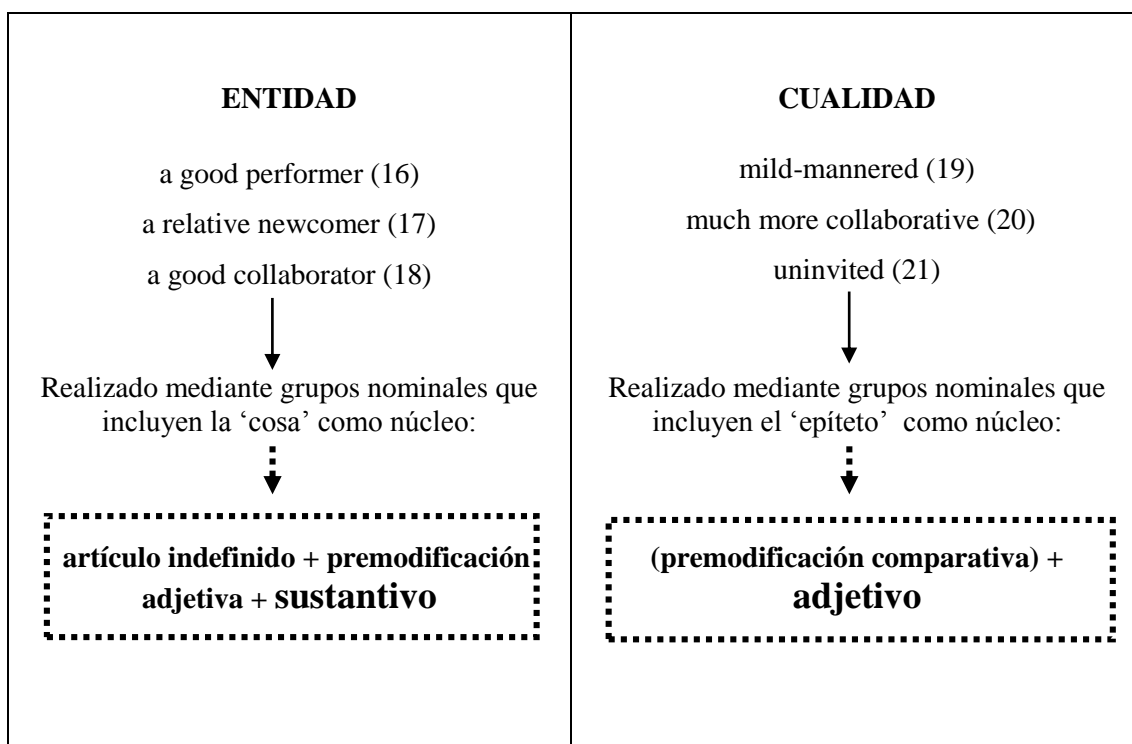 ENTIDAD
a good performer (16)
a relative newcomer (17)
a good collaborator (18)
Realizado mediante grupos nominales que
incluyen la ‘cosa’ como núcleo:
artículo indefinido + premodificación
adjetiva + sustantivo
CUALIDAD
mild-mannered (19)
much more collaborative (20)
uninvited (21)
Realizado mediante grupos nominales que
incluyen el ‘epíteto’ como núcleo:
(premodificación comparativa) +
adjetivo